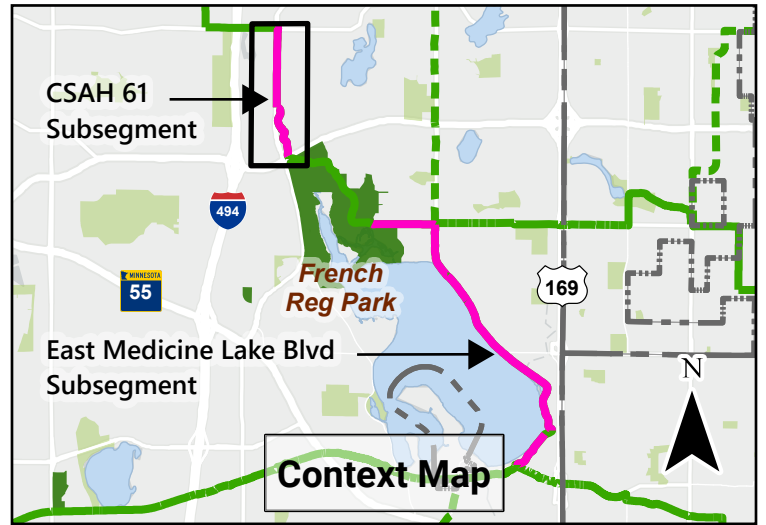 CSAH 61
Subsegment
494
MINNESOTA
55
French
Reg Park
169
East Medicine Lake Blvd
Subsegment
N
Context Map